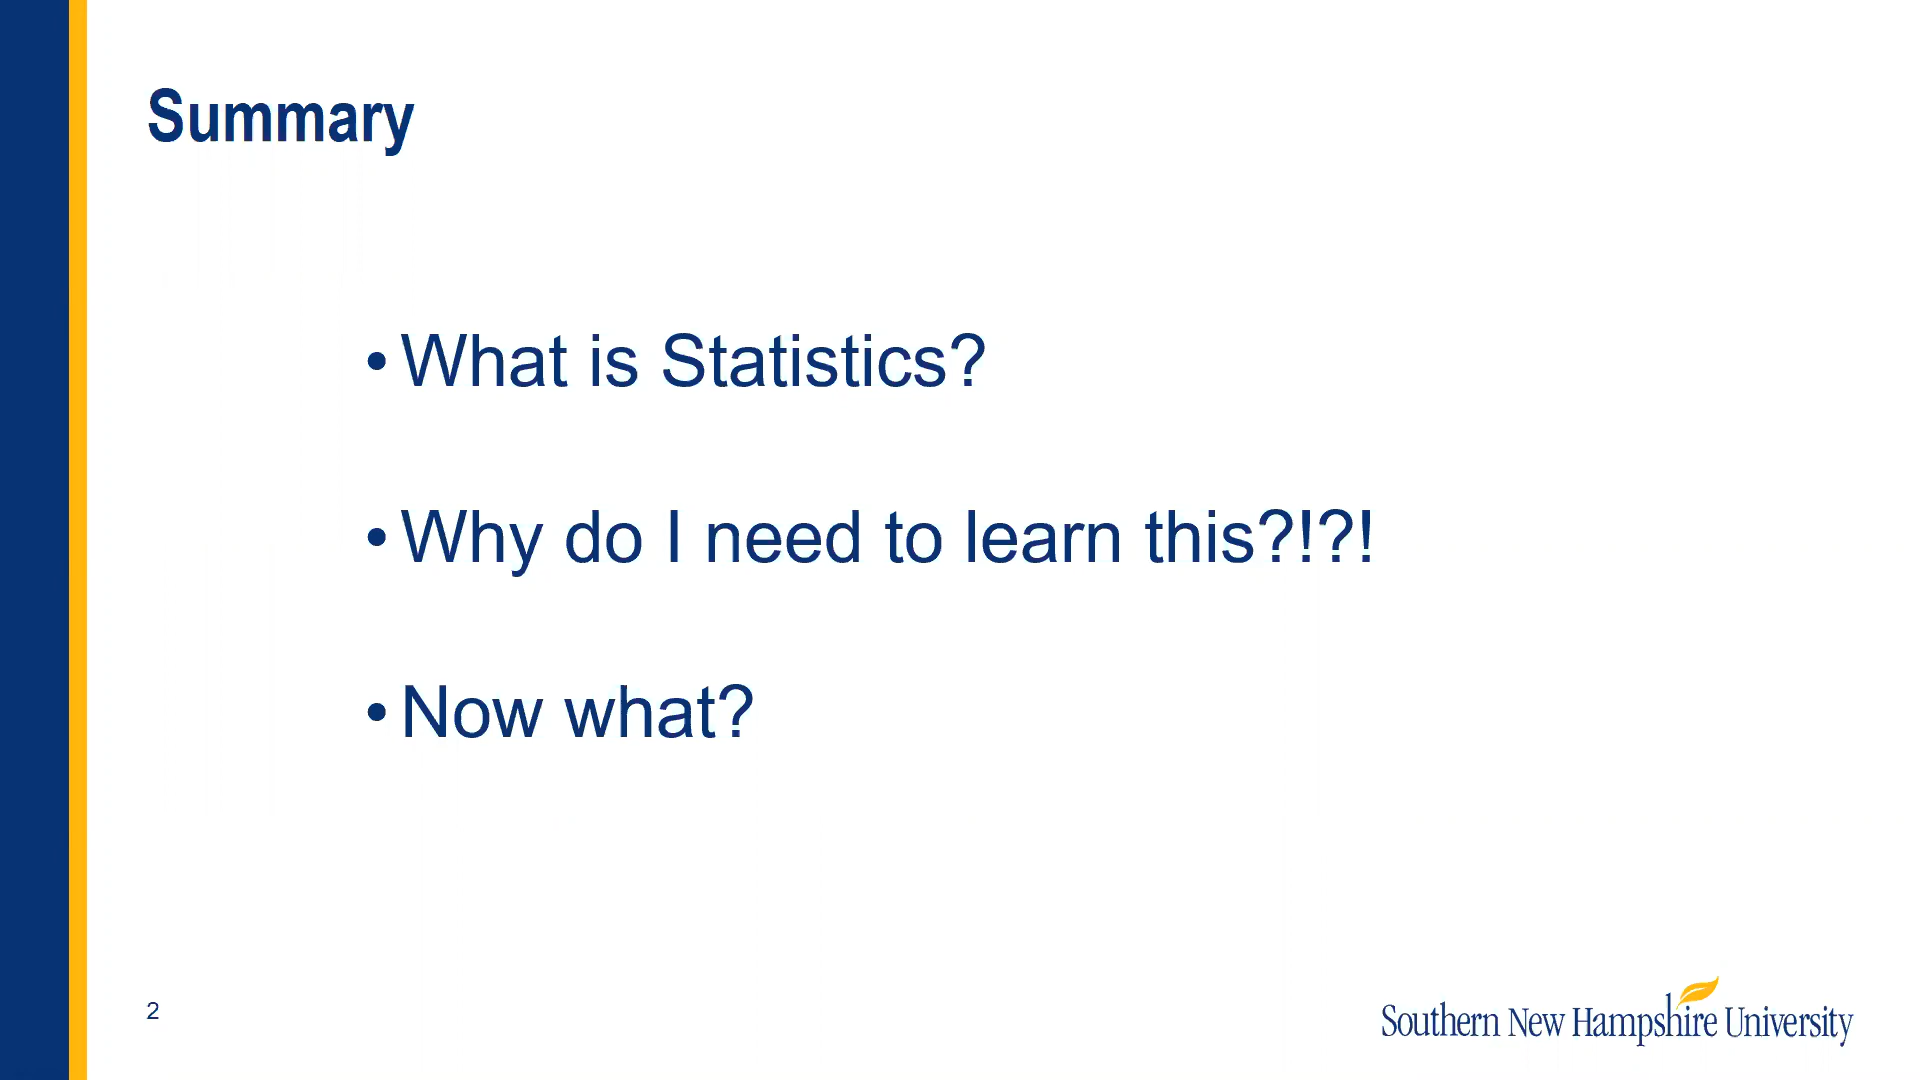 Summary
• What is Statistics?
• Why do I need to learn this?!?!
• Now what?
2
Southern New Hampshire University